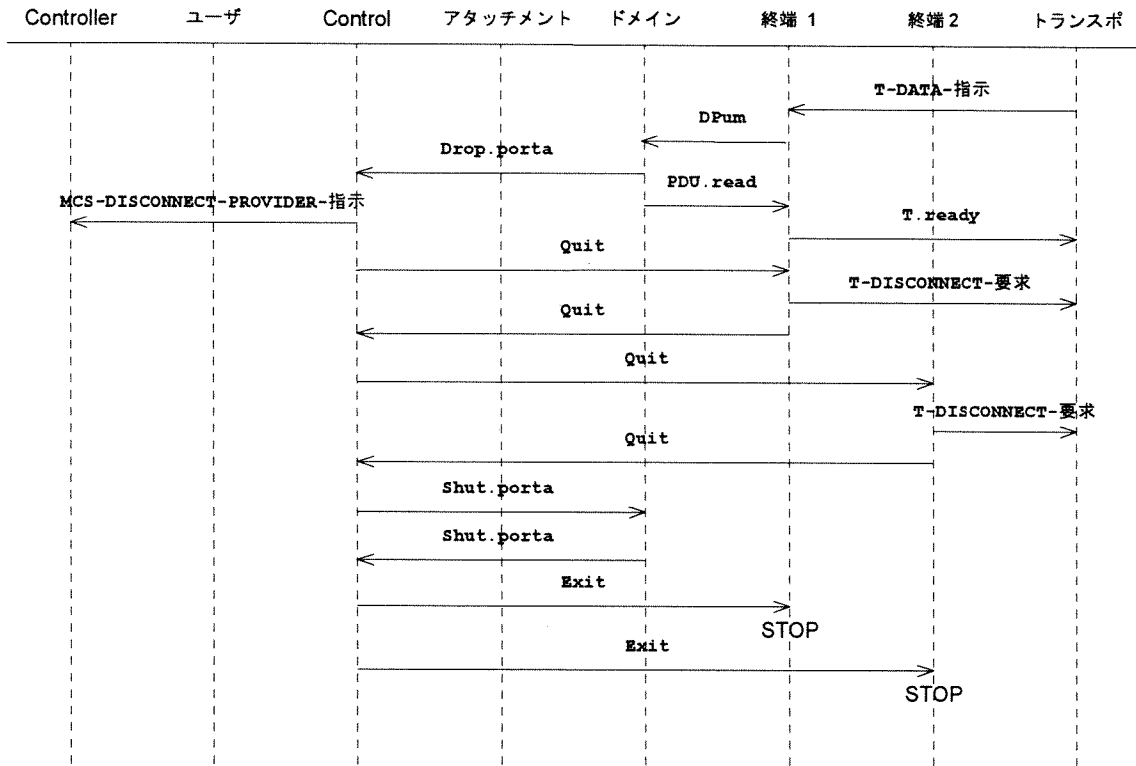 Controller ユーザ Control アタッチメント ドメイン 終端 1 終端2 トランスポ
T-DATA-指示
DPum
Drop.porta
PDU.read
MCS-DISCONNECT-PROVIDER-指示
T.ready
Quit
T-DISCONNECT-要求
Quit
Quit
T-DISCONNECT-要求
Quit
Shut.porta
Shut.porta
Exit
STOP
Exit
STOP